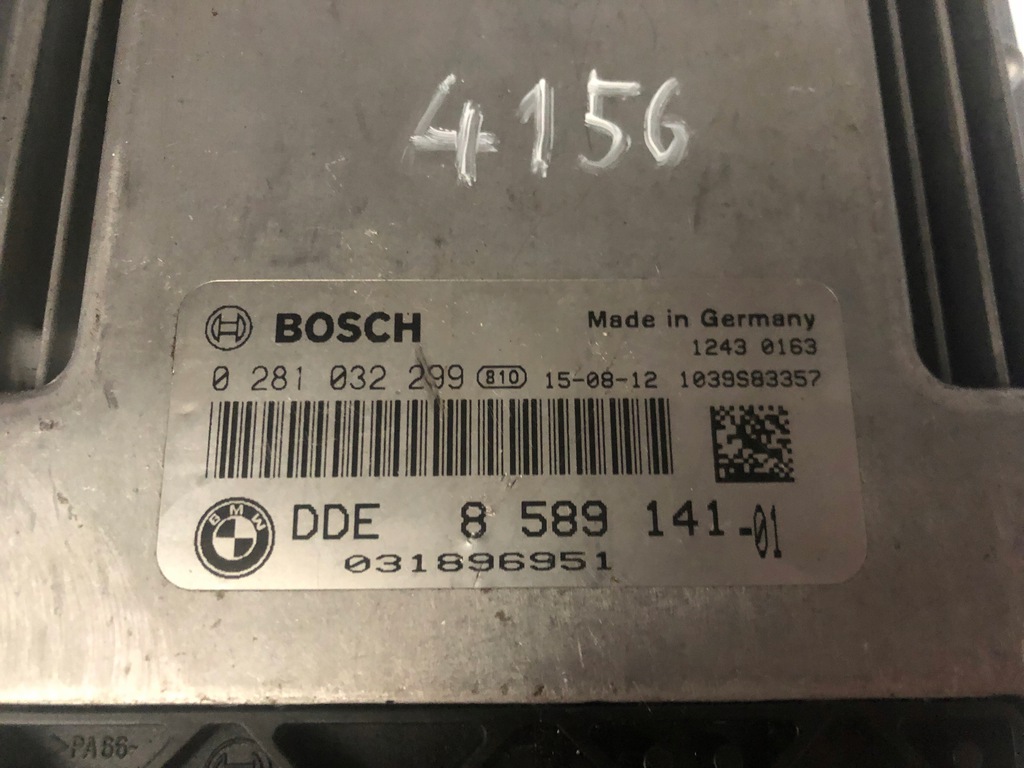 4156
BOSCH
Made in Germany
1243 0163
0 281 032 299 810 15-08-12 1039S83357
BMW DDE 8 589 141-01
031896951
>PA66-